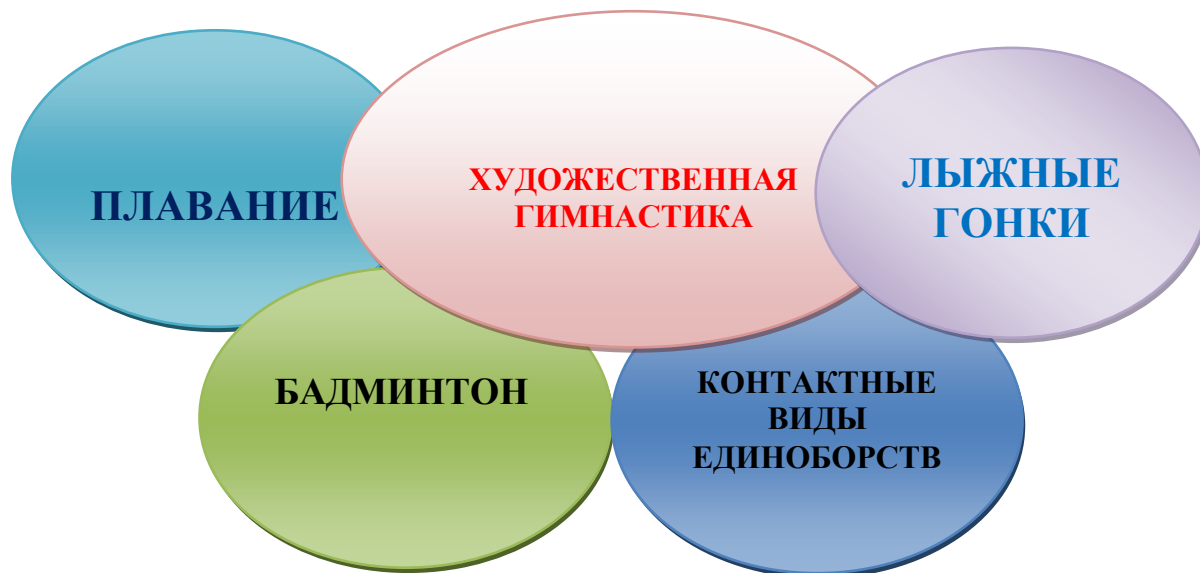 ПЛАВАНИЕ
ХУДОЖЕСТВЕННАЯ
ГИМНАСТИКА
ЛЫЖНЫЕ
ГОНКИ
БАДМИНТОН
КОНТАКТНЫЕ
ВИДЫ
ЕДИНОБОРСТВ